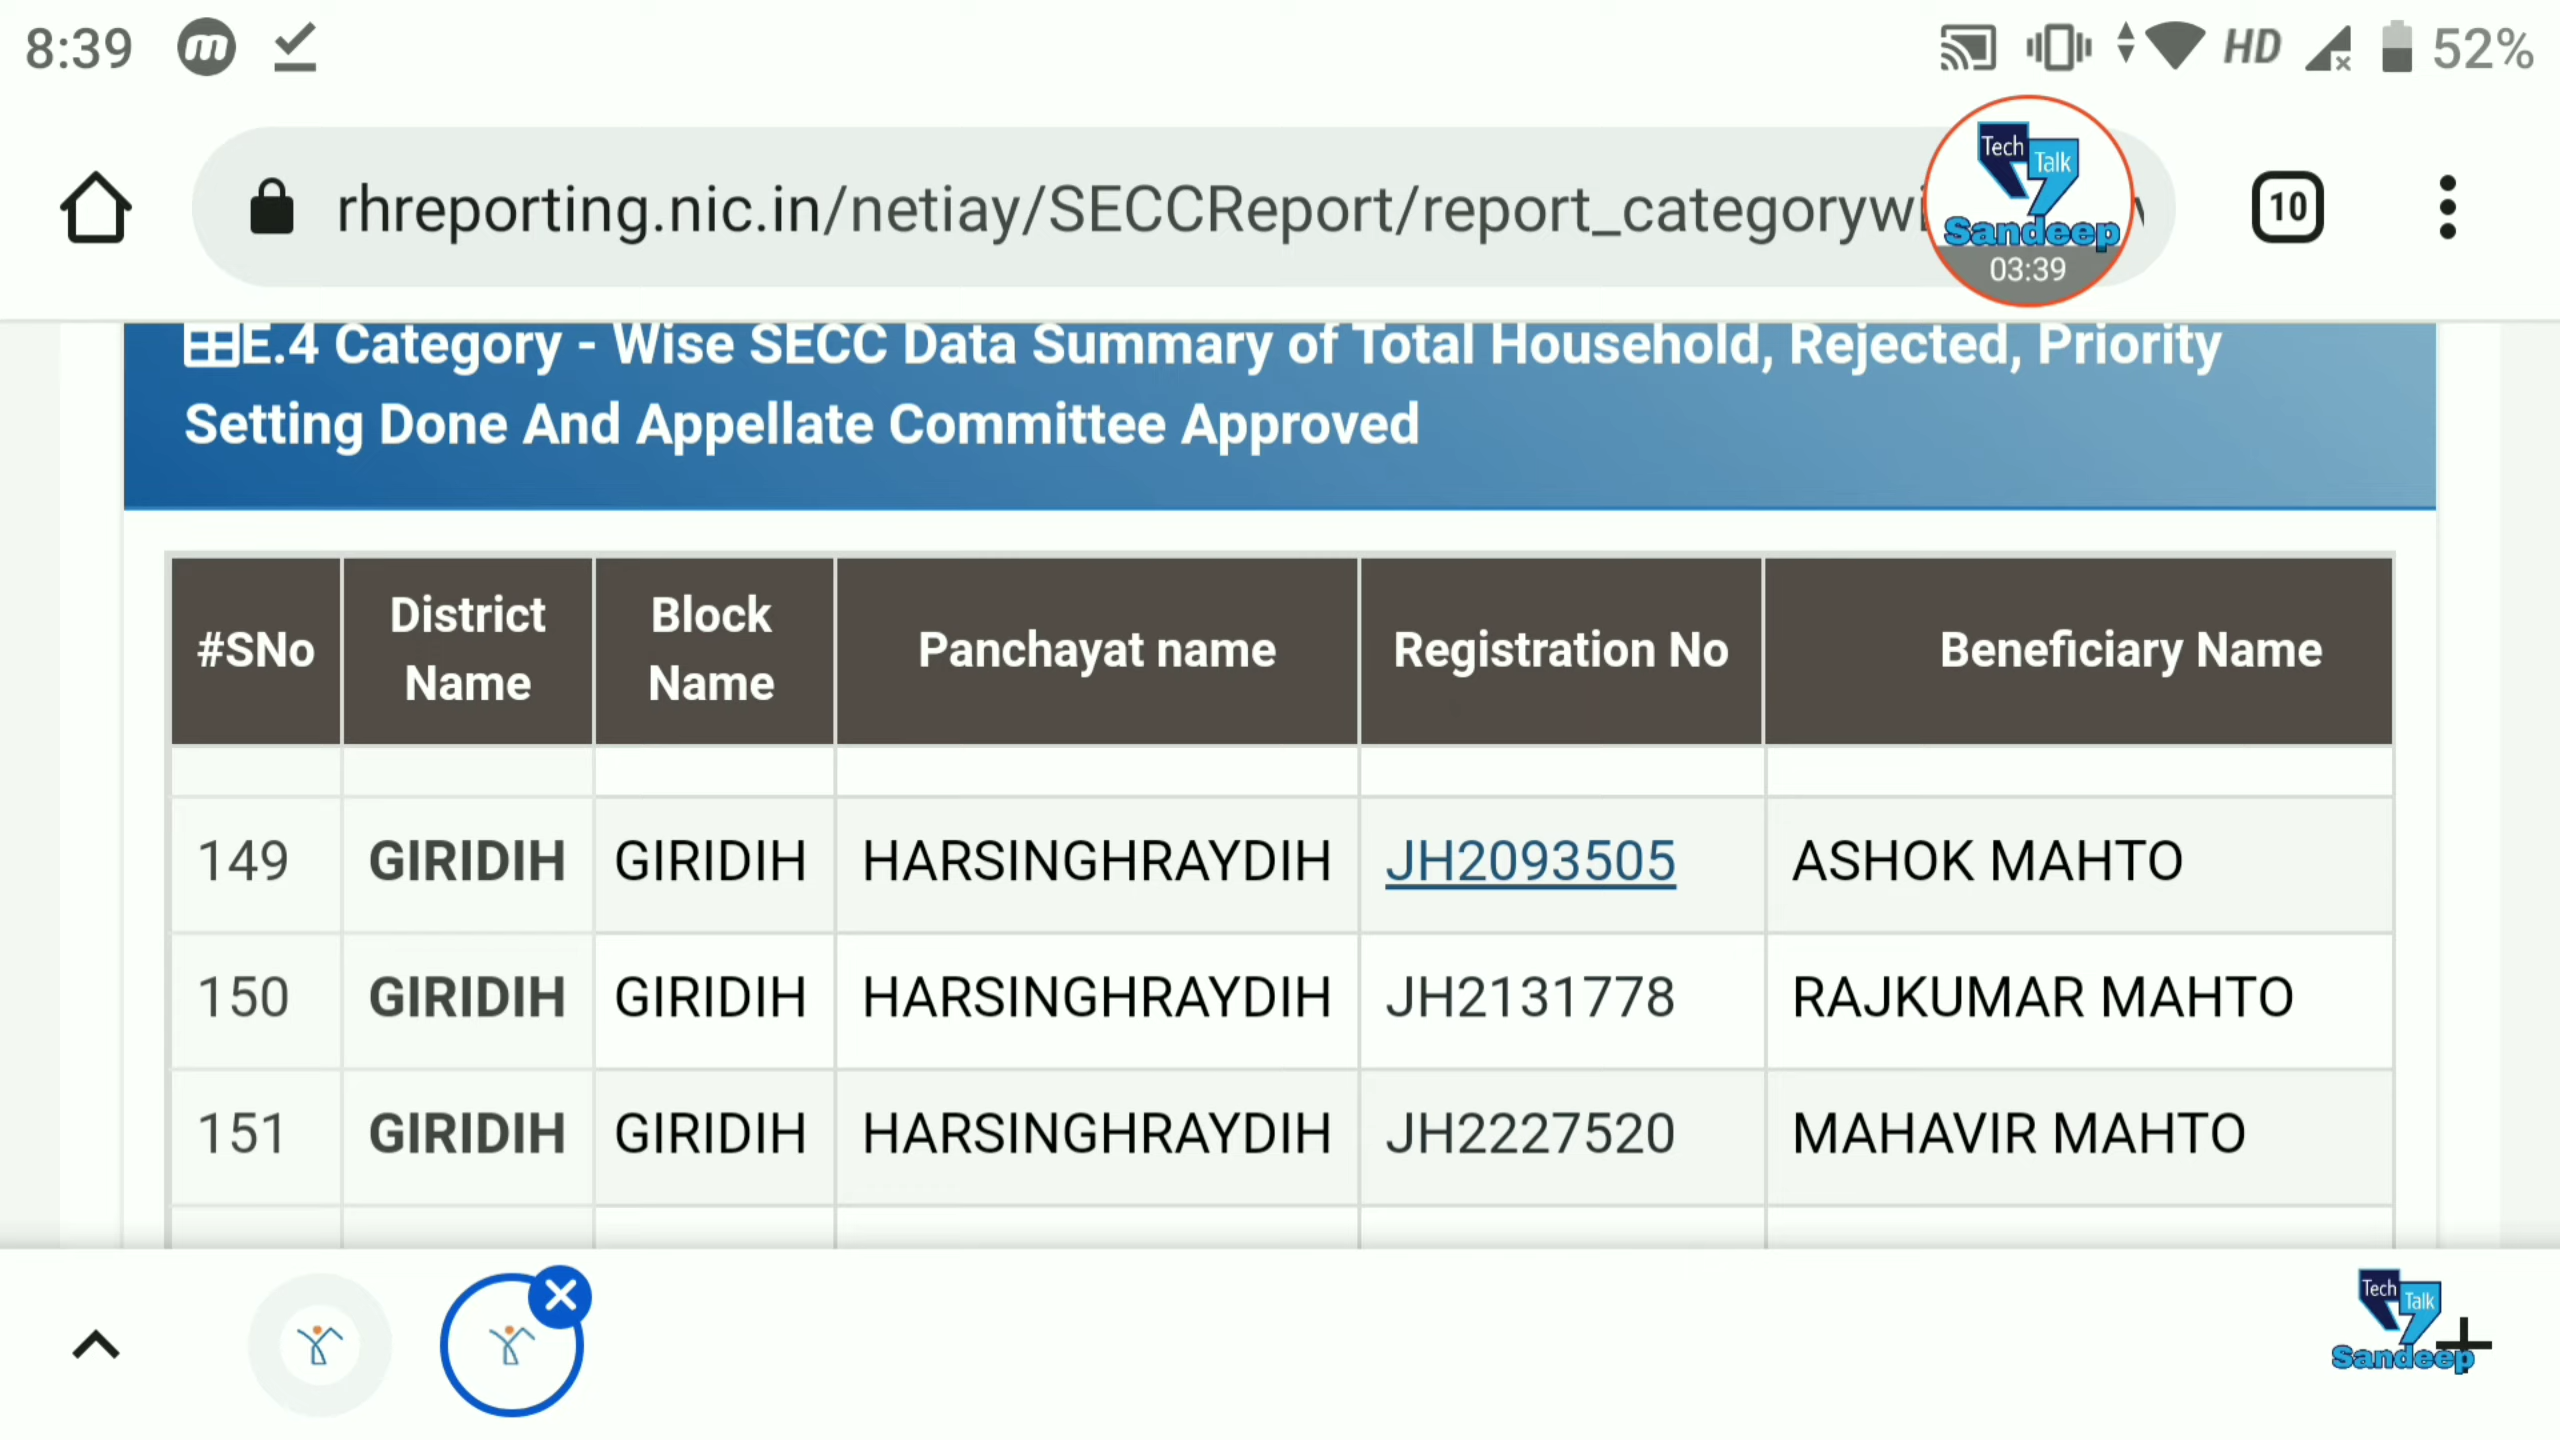 8:39 m HD 52%
rhreporting.nic.in/netiay/SECCReport/report_categorywi
Tech Talk
Sandeep
03:39
10
E.4 Category - Wise SECC Data Summary of Total Household, Rejected, Priority
Setting Done And Appellate Committee Approved
#SNo District Name Block Name Panchayat name Registration No Beneficiary Name
149 GIRIDIH GIRIDIH HARSINGHRAYDIH JH2093505 ASHOK MAHTO
150 GIRIDIH GIRIDIH HARSINGHRAYDIH JH2131778 RAJKUMAR MAHTO
151 GIRIDIH GIRIDIH HARSINGHRAYDIH JH2227520 MAHAVIR MAHTO
Tech Talk
Sandeep